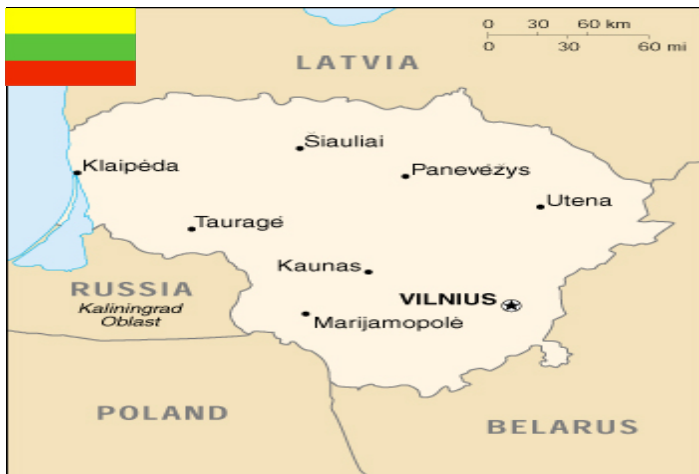 0 30 60 km
0 30 60 mi
LATVIA
Šiauliai
Klaipėda
Panevėžys
Utena
Tauragė
Kaunas
RUSSIA
Kaliningrad
Oblast
VILNIUS
Marijamopolė
POLAND
BELARUS